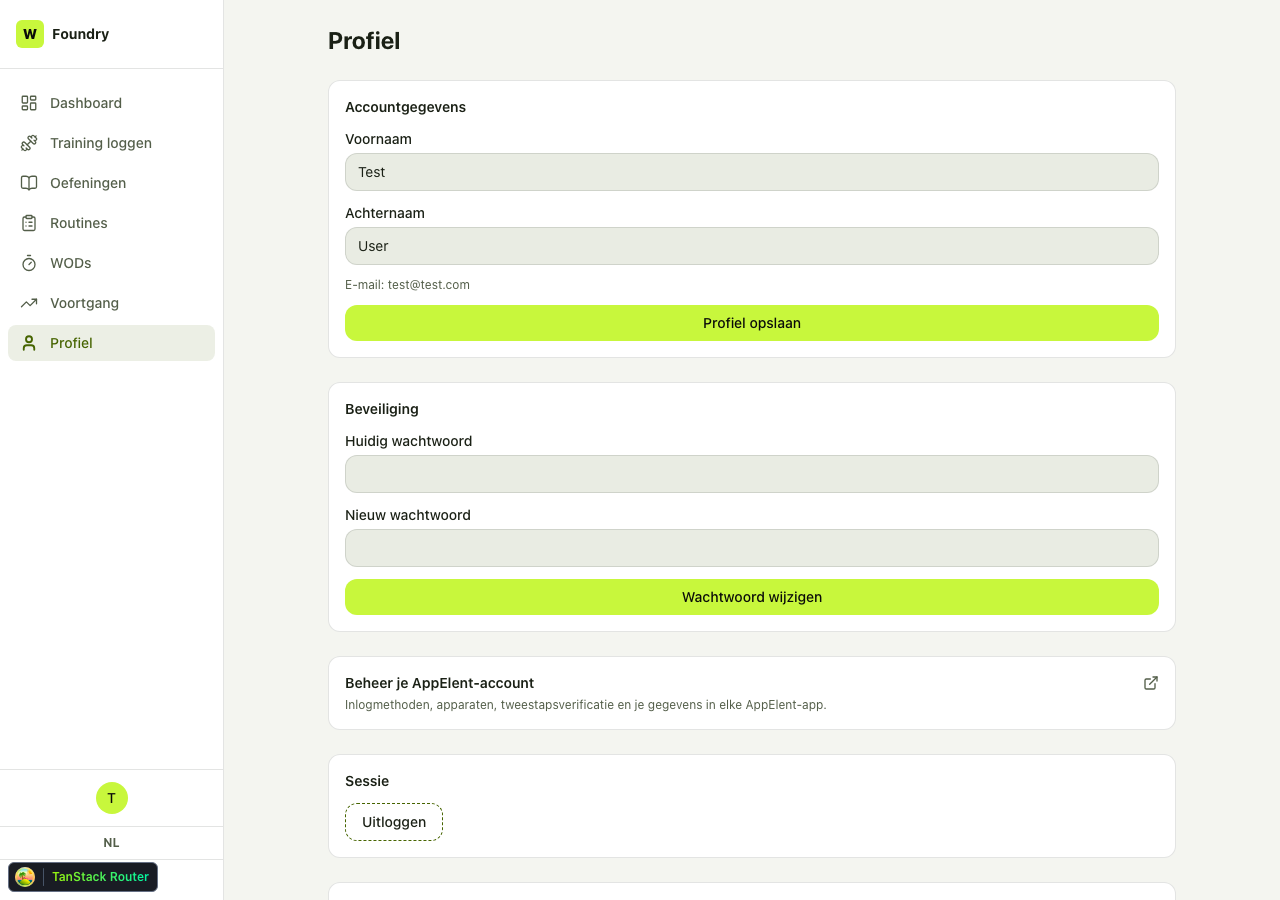 W Foundry
Dashboard
Training loggen
Oefeningen
Routines
WODs
Voortgang
Profiel
T
NL
TanStack Router
Profiel
Accountgegevens
Voornaam
Test
Achternaam
User
E-mail: test@test.com
Profiel opslaan
Beveiliging
Huidig wachtwoord
Nieuw wachtwoord
Wachtwoord wijzigen
Beheer je AppElent-account
Inlogmethoden, apparaten, tweestapsverificatie en je gegevens in elke AppElent-app.
Sessie
Uitloggen